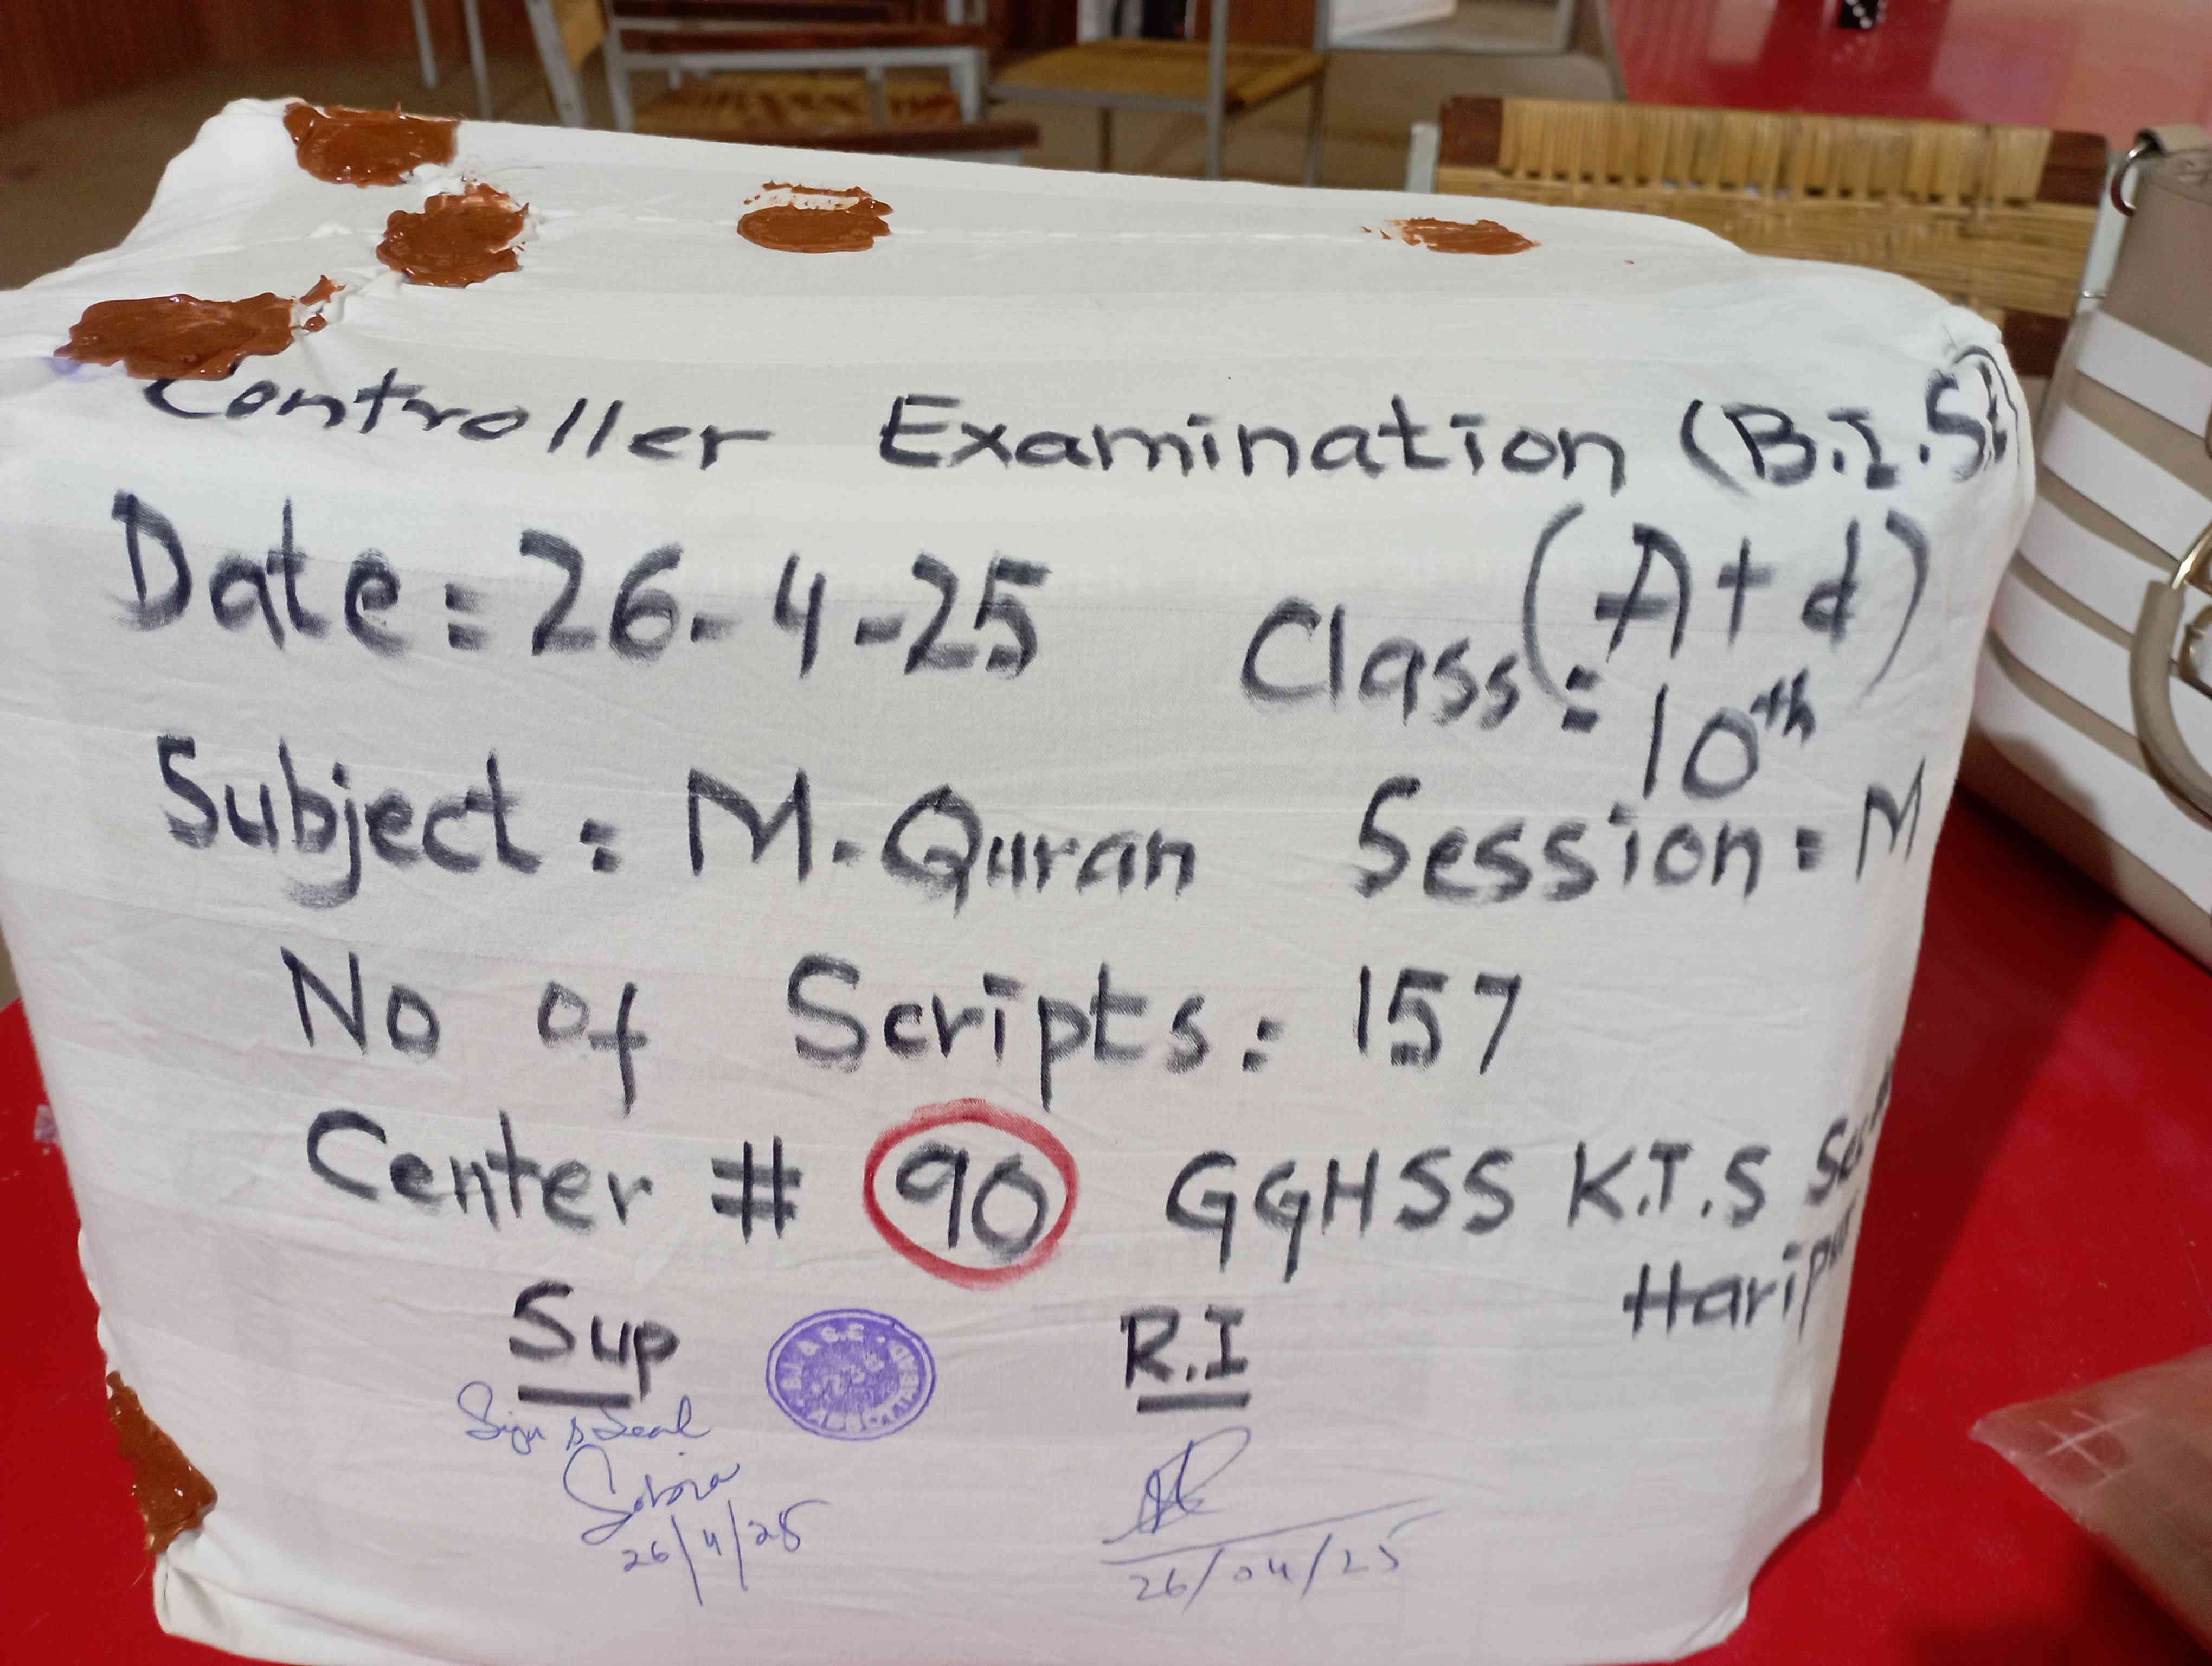 Controller Examination (B.I.S.E)
(A+d)
Date: 26-4-25 Class: 10th
Subject: M.Quran Session: M
No of Scripts: 157
Center # 90 GGHSS K.T.S
Haripur
Sup R.I
Sign & Seal
26/4/25 26/04/25